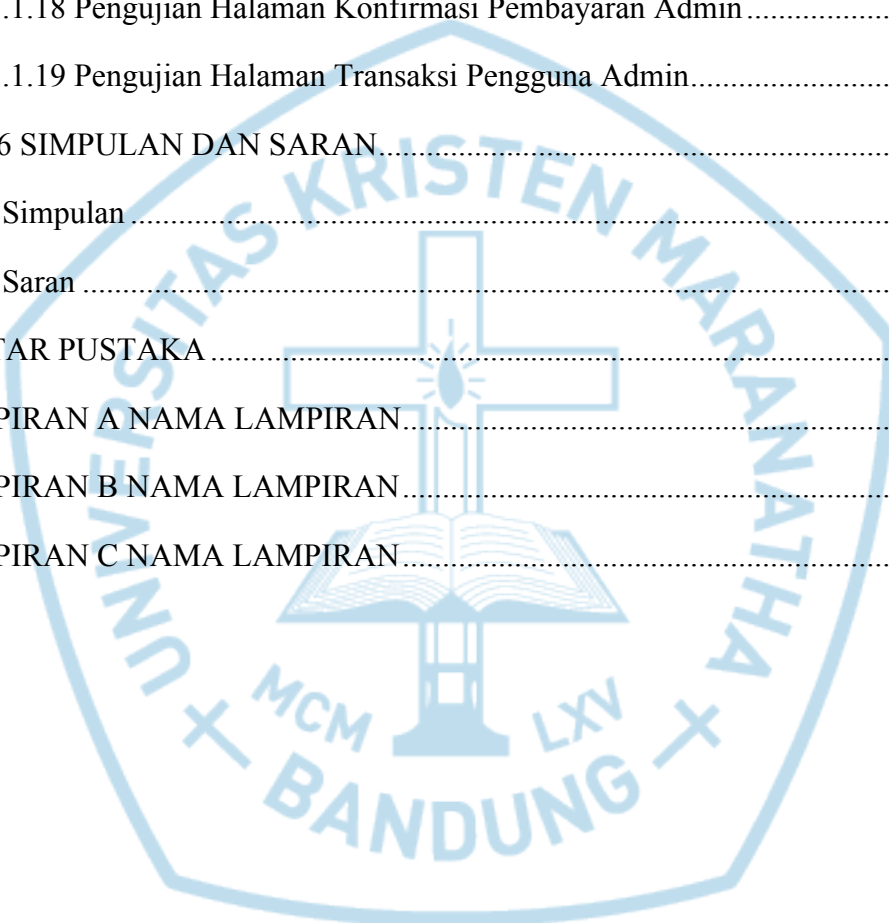 .1.18 Pengujian Halaman Konfirmasi Pembayaran Admin................
.1.19 Pengujian Halaman Transaksi Pengguna Admin.........................
6 SIMPULAN DAN SARAN................................................................
Simpulan................................................................................................
Saran......................................................................................................
TAR PUSTAKA......................................................................................
PIRAN A NAMA LAMPIRAN.............................................................
PIRAN B NAMA LAMPIRAN.............................................................
PIRAN C NAMA LAMPIRAN.............................................................
UNIVERSITAS KRISTEN MARANATHA
MCM LXV
BANDUNG